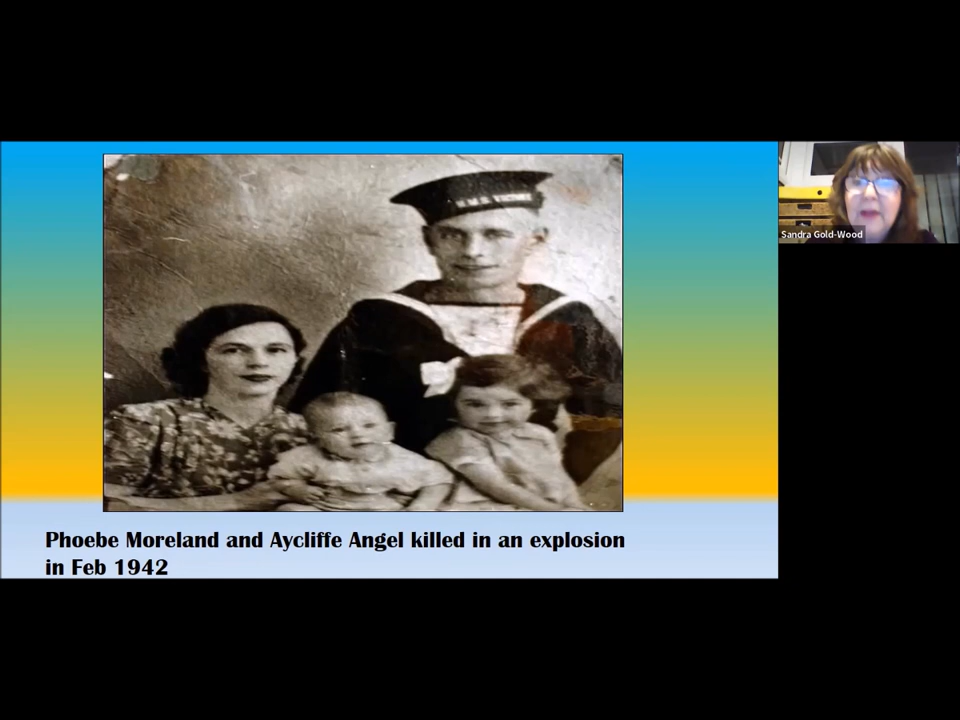 H.M.S.
Sandra Gold-Wood
Phoebe Moreland and Aycliffe Angel killed in an explosion
in Feb 1942